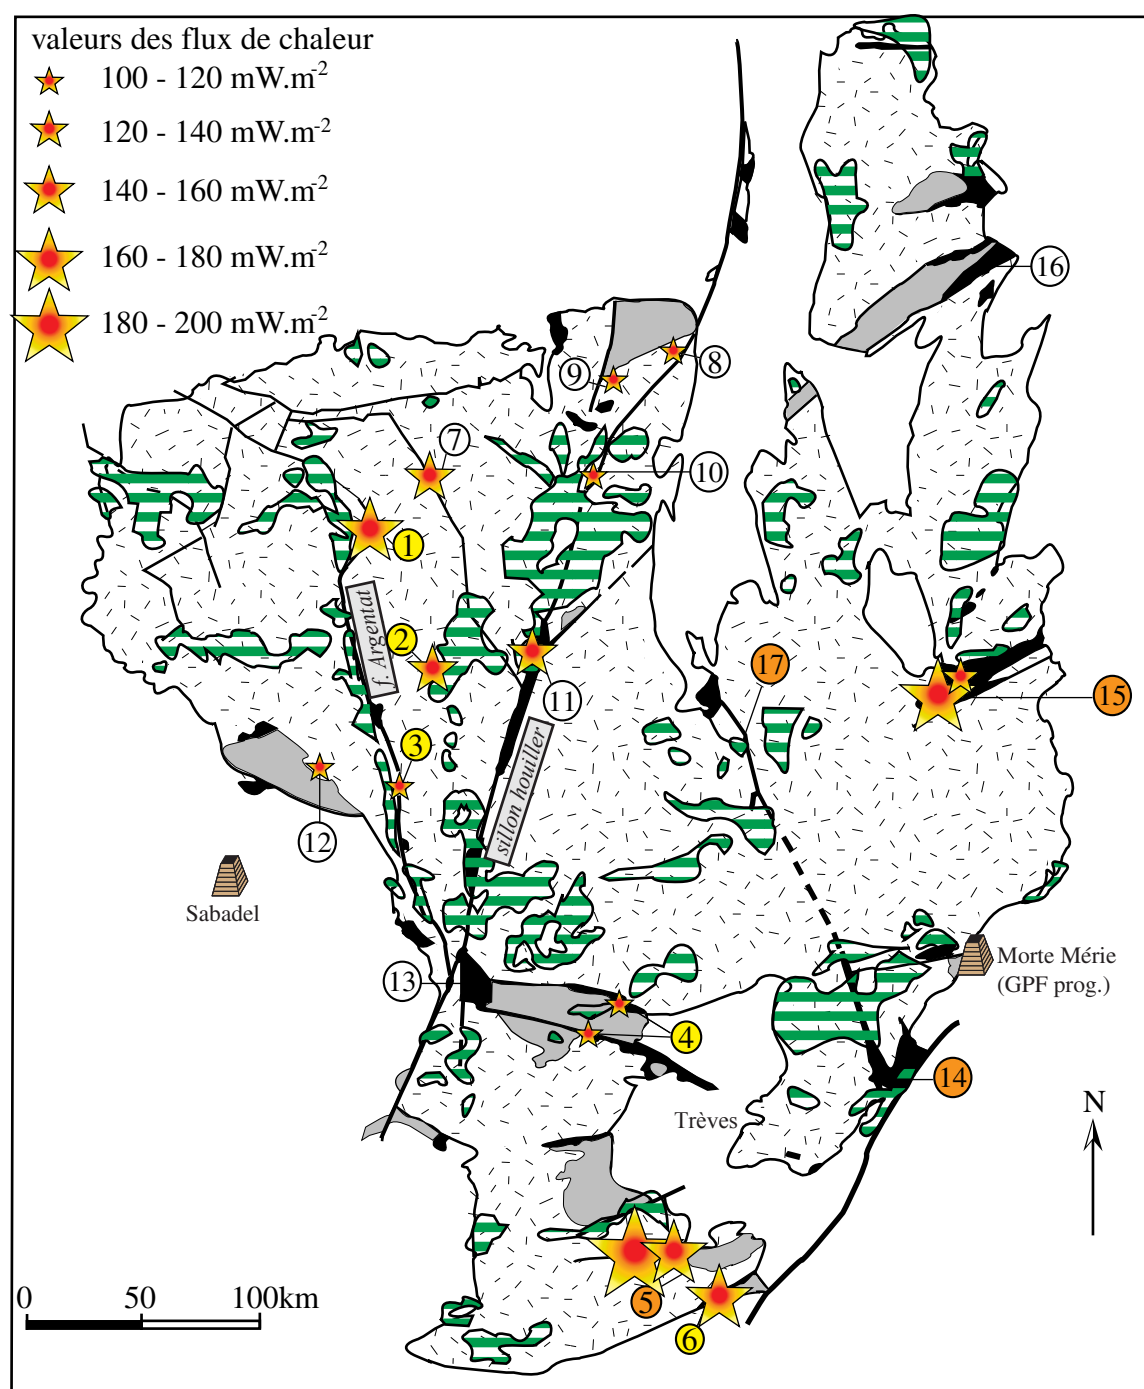 valeurs des flux de chaleur
100 - 120 mW.m-2
120 - 140 mW.m-2
140 - 160 mW.m-2
160 - 180 mW.m-2
180 - 200 mW.m-2
16
8
9
7
10
1
f. Argentat
2
17
15
11
3
sillon houiller
12
Sabadel
Morte Mérie
(GPF prog.)
13
4
14
Trèves
N
5
6
0 50 100km